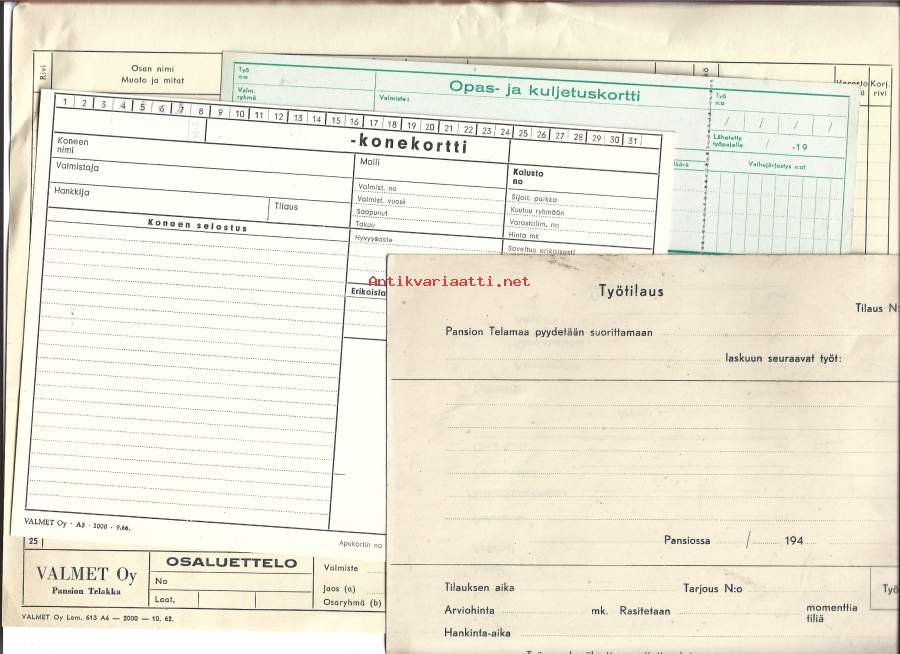 Rivi
Osan nimi
Muoto ja mitat
Korj.
rivi
Työ
n:o
Valm.
ryhmä
Valmiste:
Opas- ja kuljetuskortti
Työ
n:o
/ / / /
Lähetetty
työpajalle / -19
Vaihejärjestys n:ot
1 2 3 4 5 6 7 8 9 10 11 12 13 14 15 16 17 18 19 20 21 22 23 24 25 26 27 28 29 30 31
-konekortti
Koneen
nimi
Malli
Kalusto
no
Valmistaja
Valmist. no
Sijoit. paikka
Hankkija
Tilaus
Valmist. vuosi
Kuuluu ryhmään
Saapunut
Varastolim. no
Takuu
Hinta mk
Koneen selostus
Hyvyysaste
Soveltuu erikoisesti
Erikoisla
Antikvariaatti.net
VALMET Oy - A5 - 2000 - 9.66.
Apukortin no
Työtilaus
Tilaus N:
Pansion Telamaa pyydetään suorittamaan
laskuun seuraavat työt:
Pansiossa / 194
Tilauksen aika
Tarjous N:o
Työ
Arviohinta mk. Rasitetaan momenttia
tiliä
Hankinta-aika
25
VALMET Oy
Pansion Telakka
OSALUETTELO
No
Laat.
Valmiste
Jaos (a)
Osaryhmä (b)
VALMET Oy Lom. 613 A4 — 2000 — 10. 62.